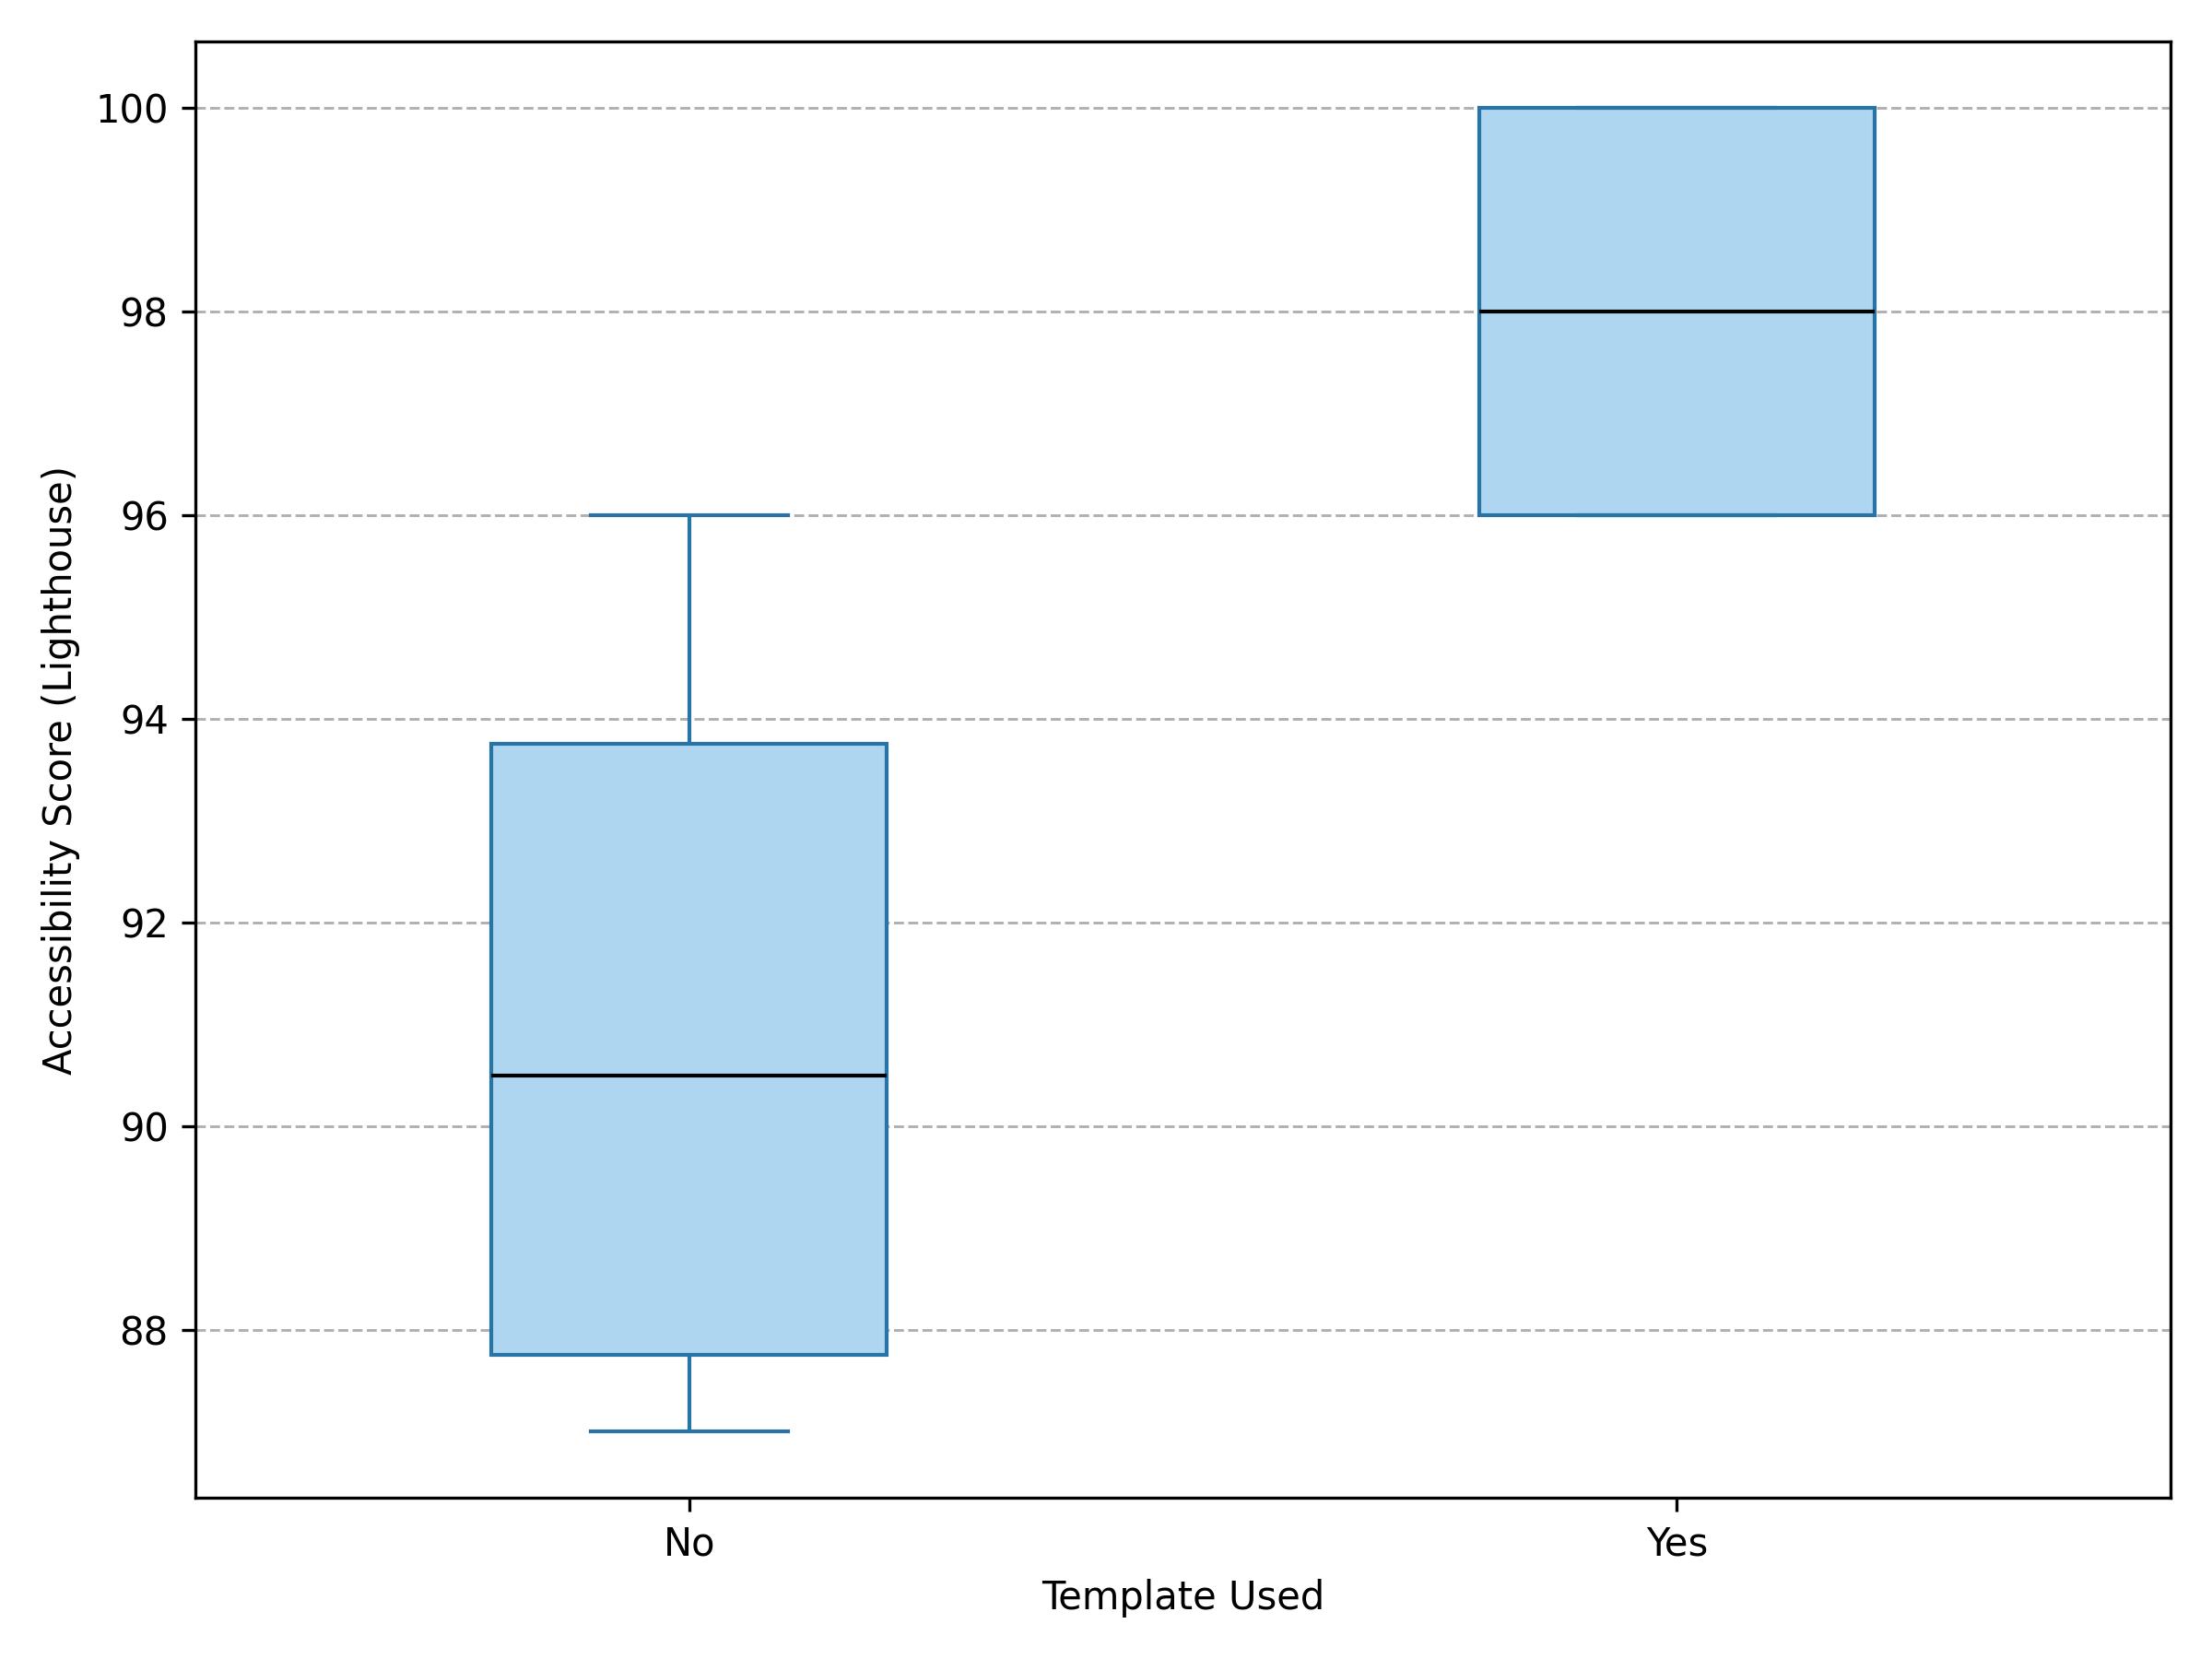 Accessibility Score (Lighthouse)
100
98
96
94
92
90
88
No
Yes
Template Used